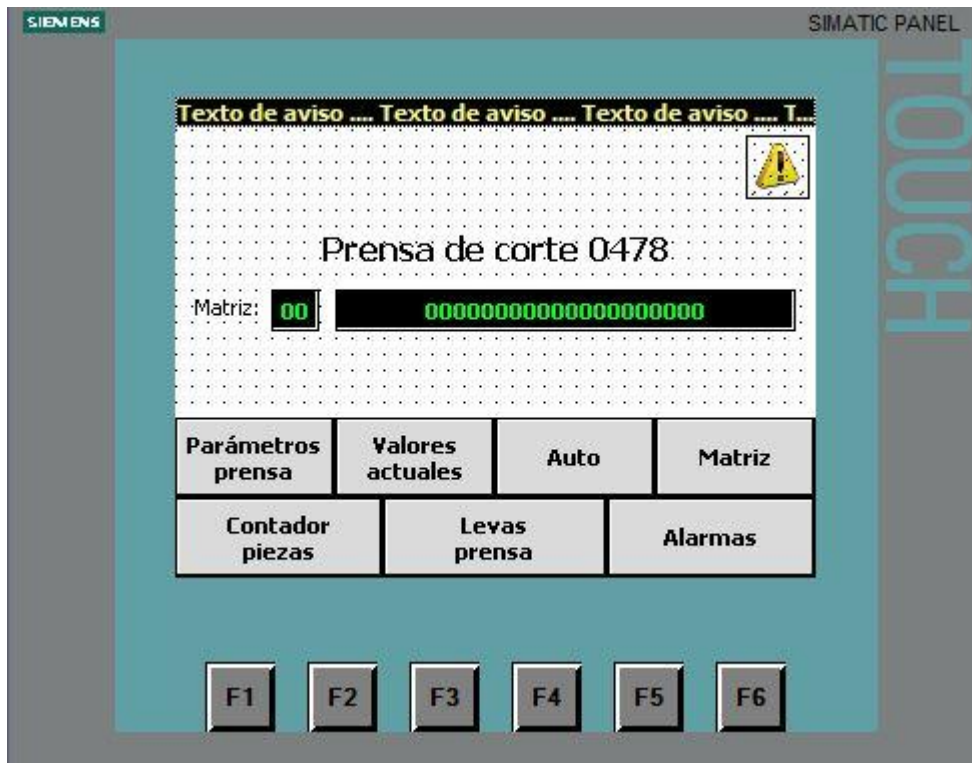 SIEMENS
SIMATIC PANEL
TOUCH
Texto de aviso .... Texto de aviso .... Texto de aviso .... T...
Prensa de corte 0478
Matriz: 00 00000000000000000000
Parámetros prensa
Valores actuales
Auto
Matriz
Contador piezas
Levas prensa
Alarmas
F1 F2 F3 F4 F5 F6